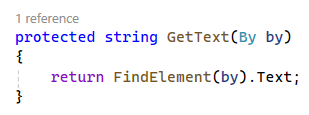 1 reference
protected string GetText(By by)
{
    return FindElement(by).Text;
}